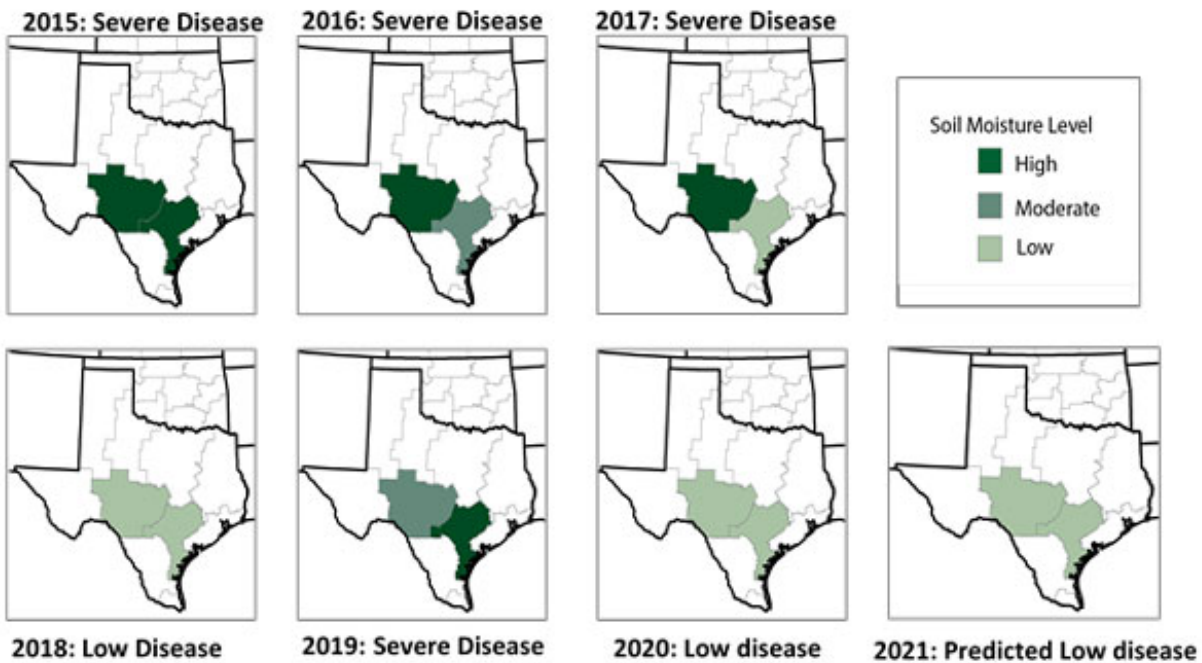 2015: Severe Disease
2016: Severe Disease
2017: Severe Disease
Soil Moisture Level
High
Moderate
Low
2018: Low Disease
2019: Severe Disease
2020: Low disease
2021: Predicted Low disease